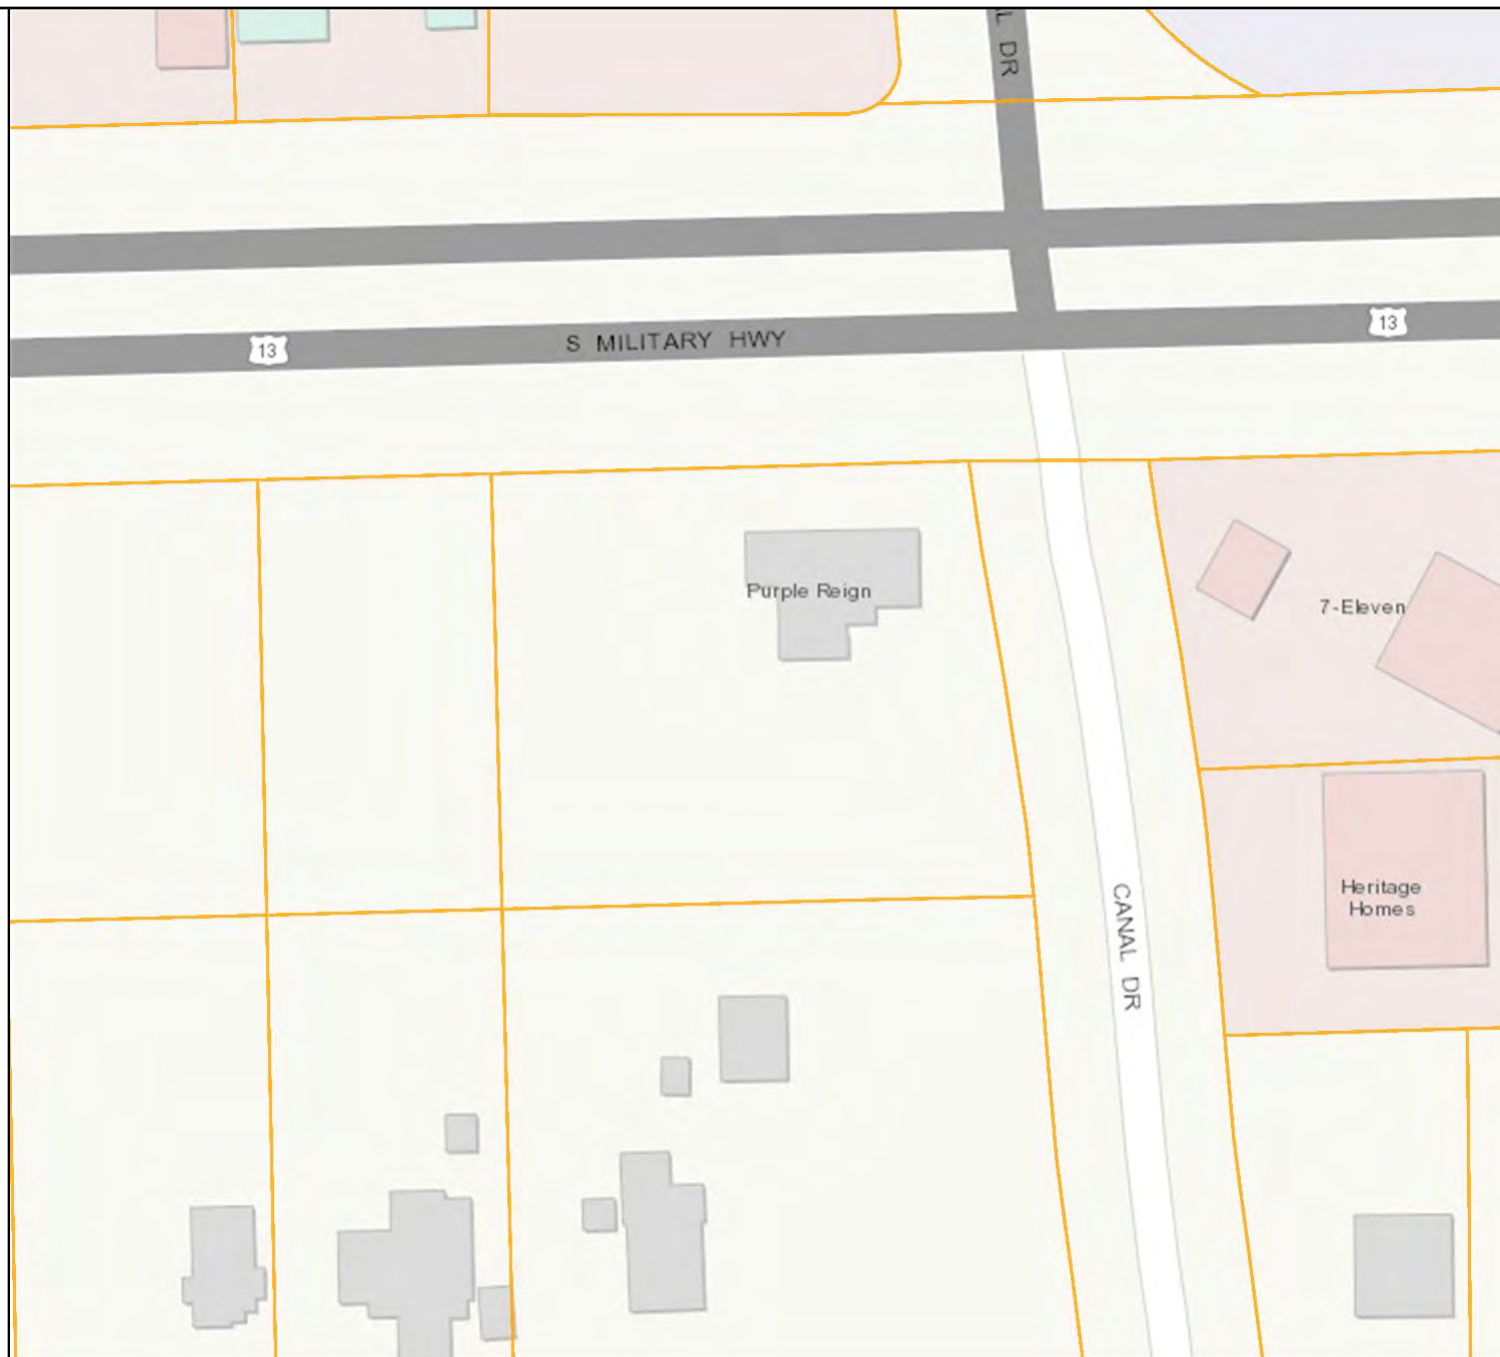 L DR
13
S MILITARY HWY
13
Purple Reign
7-Eleven
Heritage
Homes
CANAL DR